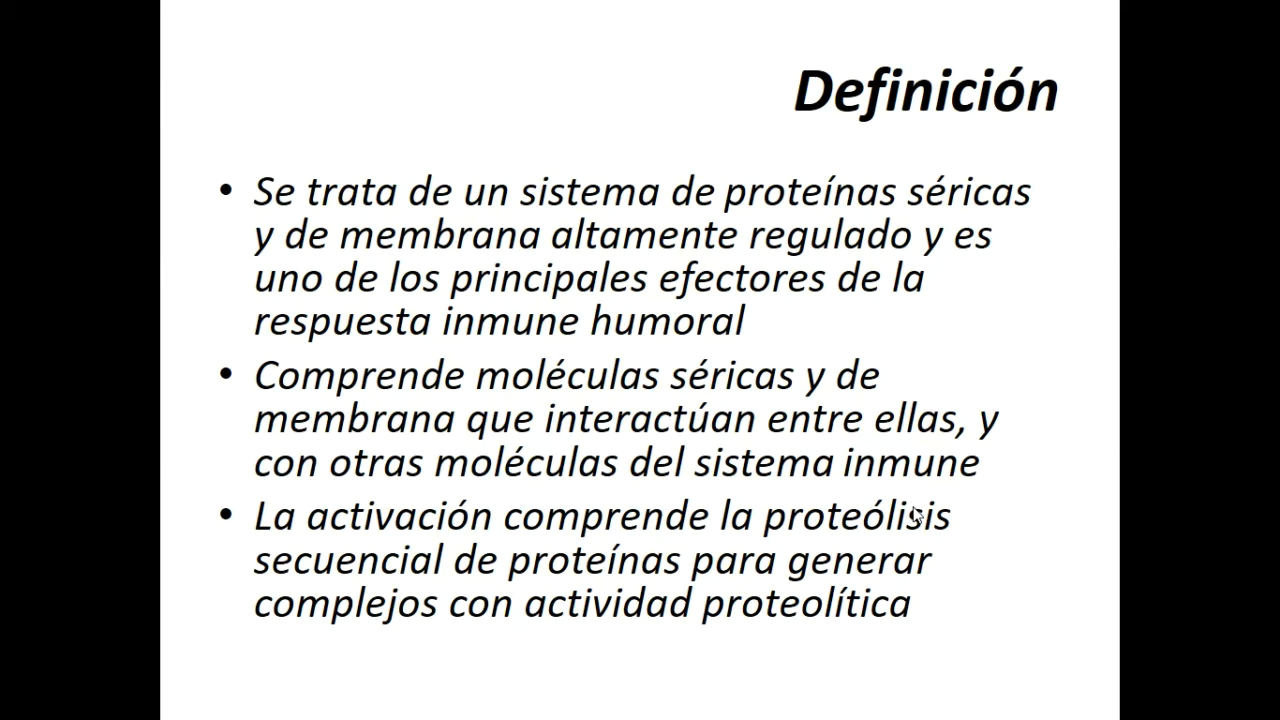 Definición
• Se trata de un sistema de proteínas séricas
y de membrana altamente regulado y es
uno de los principales efectores de la
respuesta inmune humoral
• Comprende moléculas séricas y de
membrana que interactúan entre ellas, y
con otras moléculas del sistema inmune
• La activación comprende la proteólisis
secuencial de proteínas para generar
complejos con actividad proteolítica